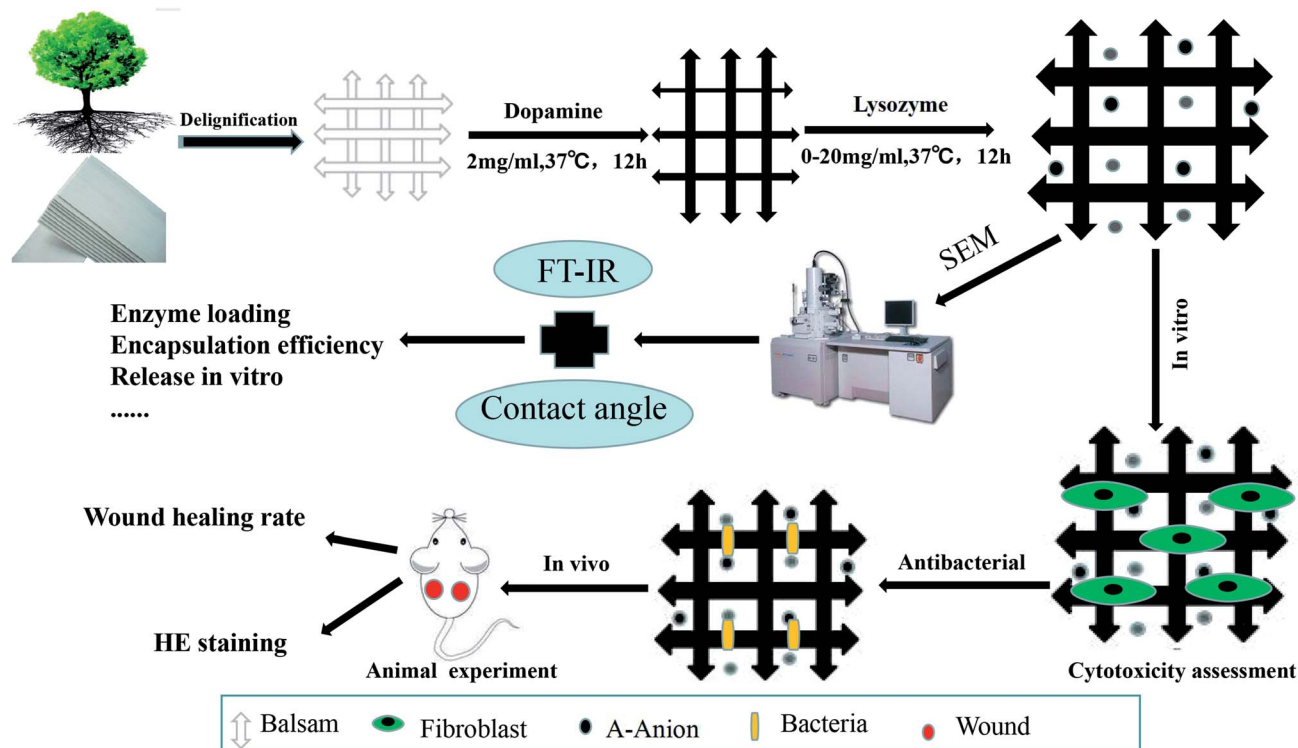 Delignification
Dopamine
2mg/ml,37℃，12h
Lysozyme
0-20mg/ml,37℃，12h
SEM
In vitro
FT-IR
Contact angle
Enzyme loading
Encapsulation efficiency
Release in vitro
......
Wound healing rate
HE staining
In vivo
Animal experiment
Antibacterial
Cytotoxicity assessment
Balsam Fibroblast A-Anion Bacteria Wound